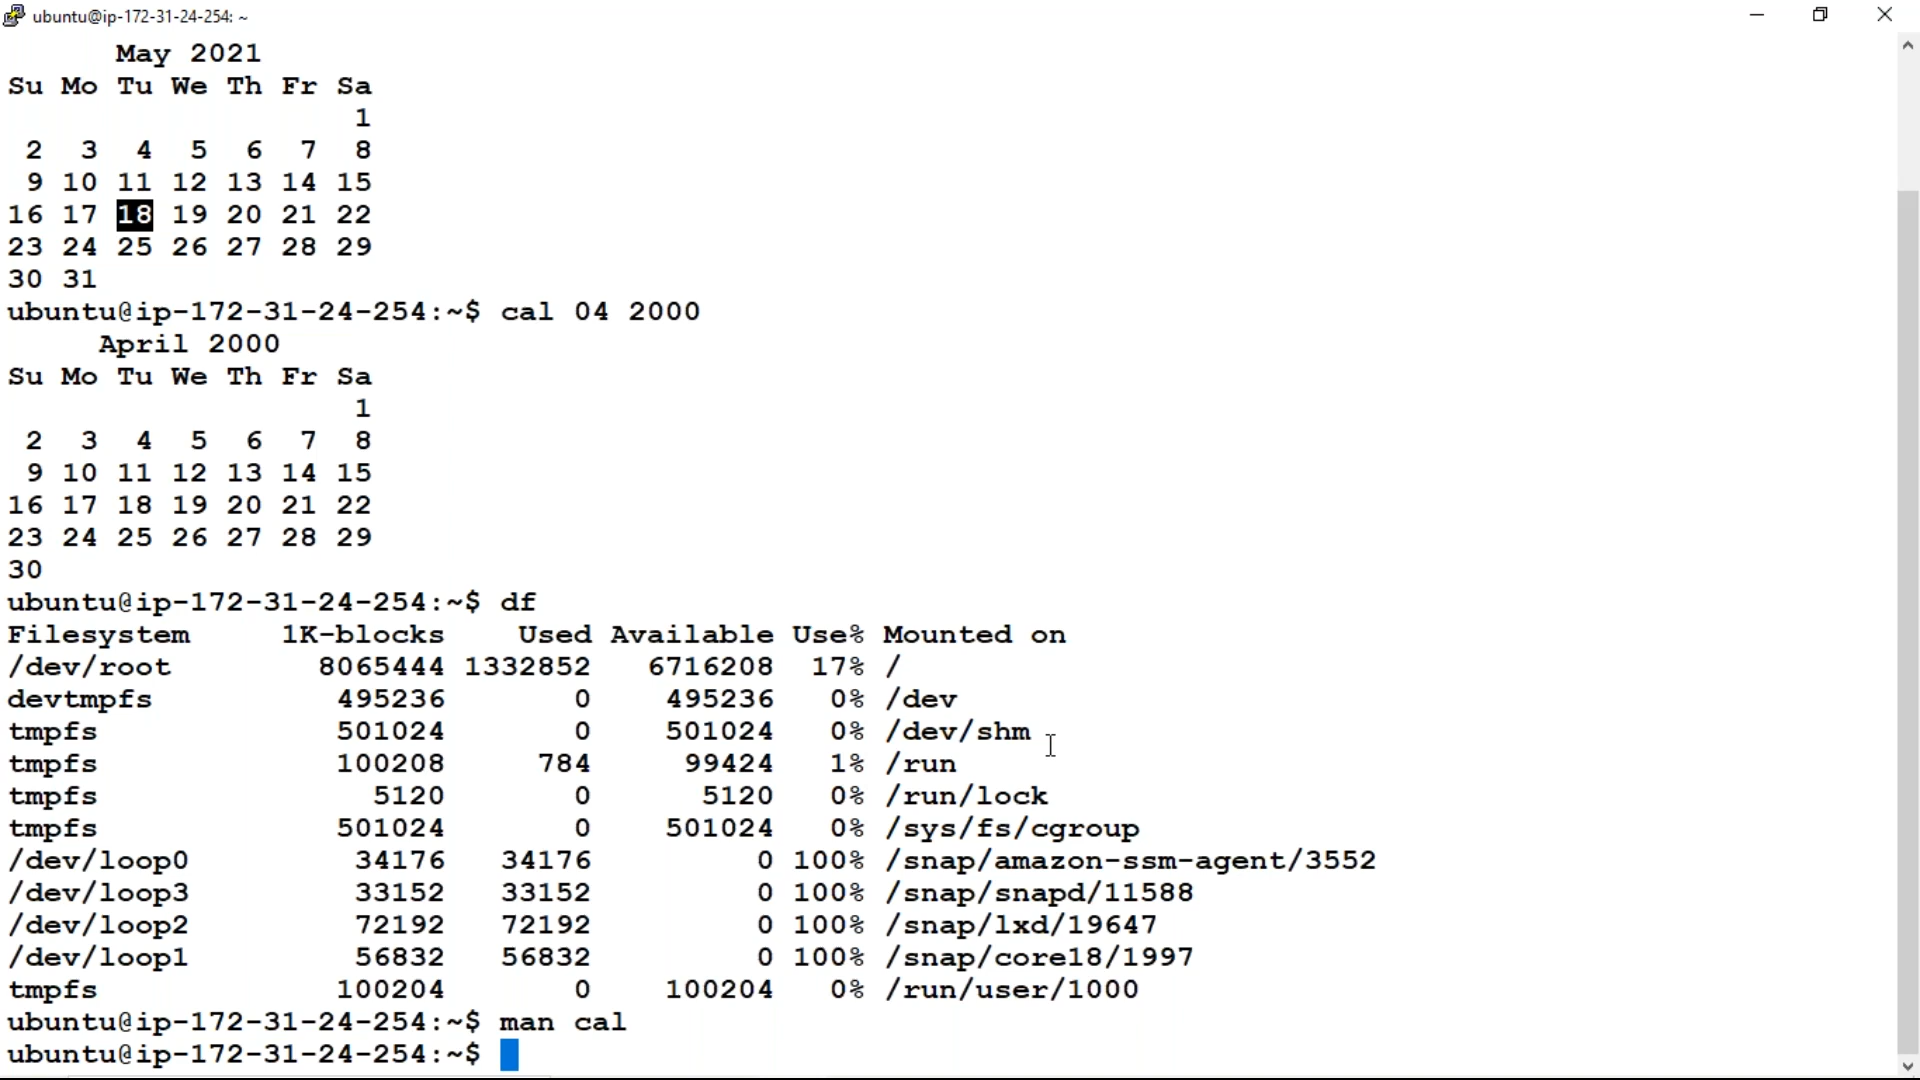 ubuntu@ip-172-31-24-254: ~
      May 2021
Su Mo Tu We Th Fr Sa
                   1
 2  3  4  5  6  7  8
 9 10 11 12 13 14 15
16 17 18 19 20 21 22
23 24 25 26 27 28 29
30 31
ubuntu@ip-172-31-24-254:~$ cal 04 2000
     April 2000
Su Mo Tu We Th Fr Sa
                   1
 2  3  4  5  6  7  8
 9 10 11 12 13 14 15
16 17 18 19 20 21 22
23 24 25 26 27 28 29
30
ubuntu@ip-172-31-24-254:~$ df
Filesystem     1K-blocks    Used Available Use% Mounted on
/dev/root        8065444 1332852   6716208  17% /
devtmpfs          495236       0    495236   0% /dev
tmpfs             501024       0    501024   0% /dev/shm
tmpfs             100208     784     99424   1% /run
tmpfs               5120       0      5120   0% /run/lock
tmpfs             501024       0    501024   0% /sys/fs/cgroup
/dev/loop0         34176   34176         0 100% /snap/amazon-ssm-agent/3552
/dev/loop3         33152   33152         0 100% /snap/snapd/11588
/dev/loop2         72192   72192         0 100% /snap/lxd/19647
/dev/loop1         56832   56832         0 100% /snap/core18/1997
tmpfs             100204       0    100204   0% /run/user/1000
ubuntu@ip-172-31-24-254:~$ man cal
ubuntu@ip-172-31-24-254:~$